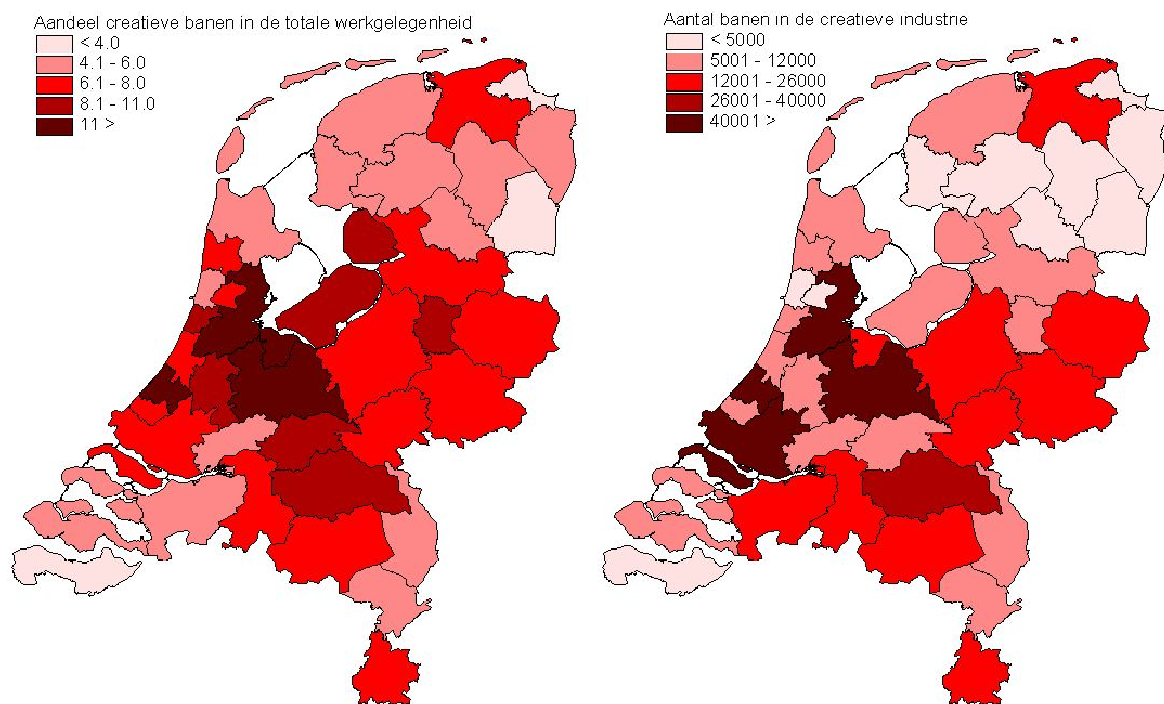 Aandeel creatieve banen in de totale werkgelegenheid
< 4.0
4.1 - 6.0
6.1 - 8.0
8.1 - 11.0
11 >
Aantal banen in de creatieve industrie
< 5000
5001 - 12000
12001 - 26000
26001 - 40000
40001 >